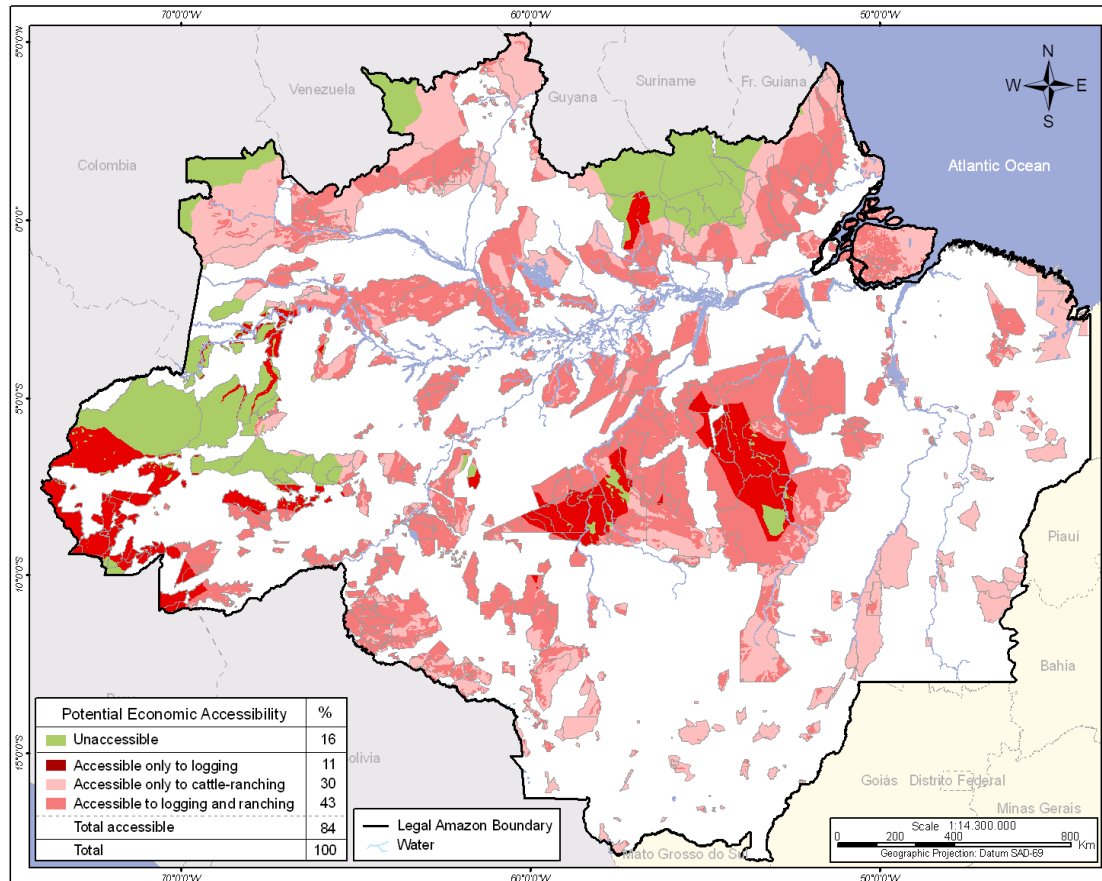 70°0'0"W 60°0'0"W 50°0'0"W
5°0'0"N
0°0'0"
5°0'0"S
10°0'0"S
15°0'0"S
N
W E
S
Venezuela
Suriname
Fr. Guiana
Guyana
Colombia
Atlantic Ocean
Piauí
Bahia
Goiás
Distrito Federal
Minas Gerais
Mato Grosso do Sul
Potential Economic Accessibility %
Unaccessible 16
Accessible only to logging 11
Accessible only to cattle-ranching 30
Accessible to logging and ranching 43
Total accessible 84
Total 100
Legal Amazon Boundary
Water
Scale 1:14.300.000
0 200 400 800 Km
Geographic Projection: Datum SAD-69
70°0'0"W 60°0'0"W 50°0'0"W